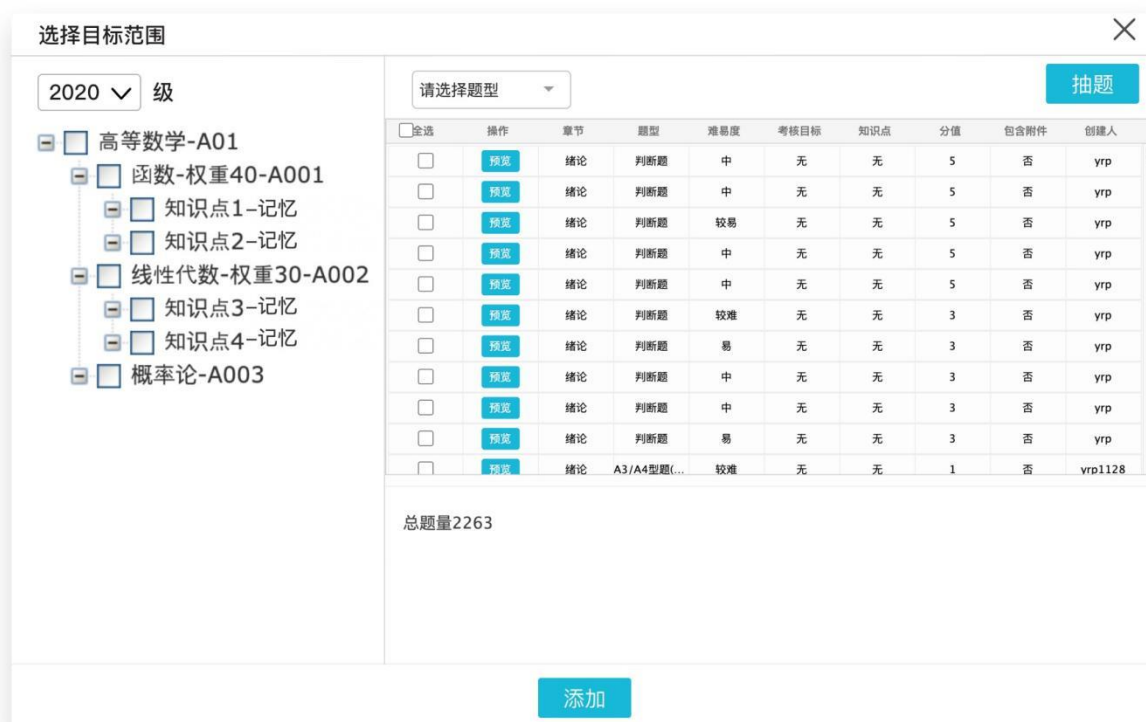 选择目标范围
2020 级
高等数学-A01
函数-权重40-A001
知识点1-记忆
知识点2-记忆
线性代数-权重30-A002
知识点3-记忆
知识点4-记忆
概率论-A003
请选择题型
抽题
全选 操作 章节 题型 难易度 考核目标 知识点 分值 包含附件 创建人
预览 绪论 判断题 中 无 无 5 否 yrp
预览 绪论 判断题 中 无 无 5 否 yrp
预览 绪论 判断题 较易 无 无 5 否 yrp
预览 绪论 判断题 中 无 无 5 否 yrp
预览 绪论 判断题 中 无 无 5 否 yrp
预览 绪论 判断题 较难 无 无 3 否 yrp
预览 绪论 判断题 易 无 无 3 否 yrp
预览 绪论 判断题 中 无 无 3 否 yrp
预览 绪论 判断题 中 无 无 3 否 yrp
预览 绪论 判断题 易 无 无 3 否 yrp
预览 绪论 A3/A4型题(... 较难 无 无 1 否 yrp1128
总题量2263
添加